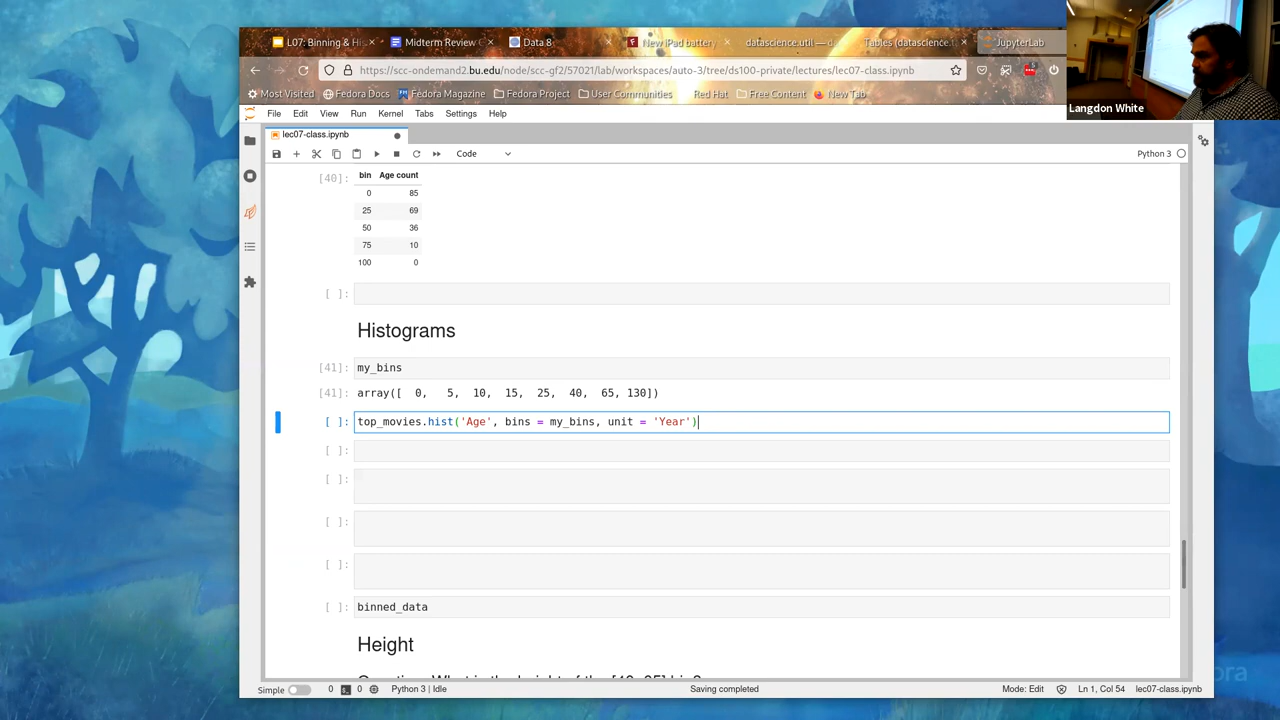 L07: Binning & Hi
Midterm Review
Data 8
New iPad battery
datascience.util — d
Tables (datascience.
JupyterLab
https://scc-ondemand2.bu.edu/node/scc-gf2/57021/lab/workspaces/auto-3/tree/ds100-private/lectures/lec07-class.ipynb
Most Visited Fedora Docs Fedora Magazine Fedora Project User Communities Red Hat Free Content New Tab
Langdon White
File Edit View Run Kernel Tabs Settings Help
lec07-class.ipynb
Code
Python 3
[40]: bin Age count
0 85
25 69
50 36
75 10
100 0
[ ]:
Histograms
[41]: my_bins
[41]: array([  0,   5,  10,  15,  25,  40,  65, 130])
[ ]: top_movies.hist('Age', bins = my_bins, unit = 'Year')
[ ]:
[ ]:
[ ]:
[ ]:
[ ]: binned_data
Height
Simple 0 0 Python 3 | Idle Saving completed Mode: Edit Ln 1, Col 54 lec07-class.ipynb